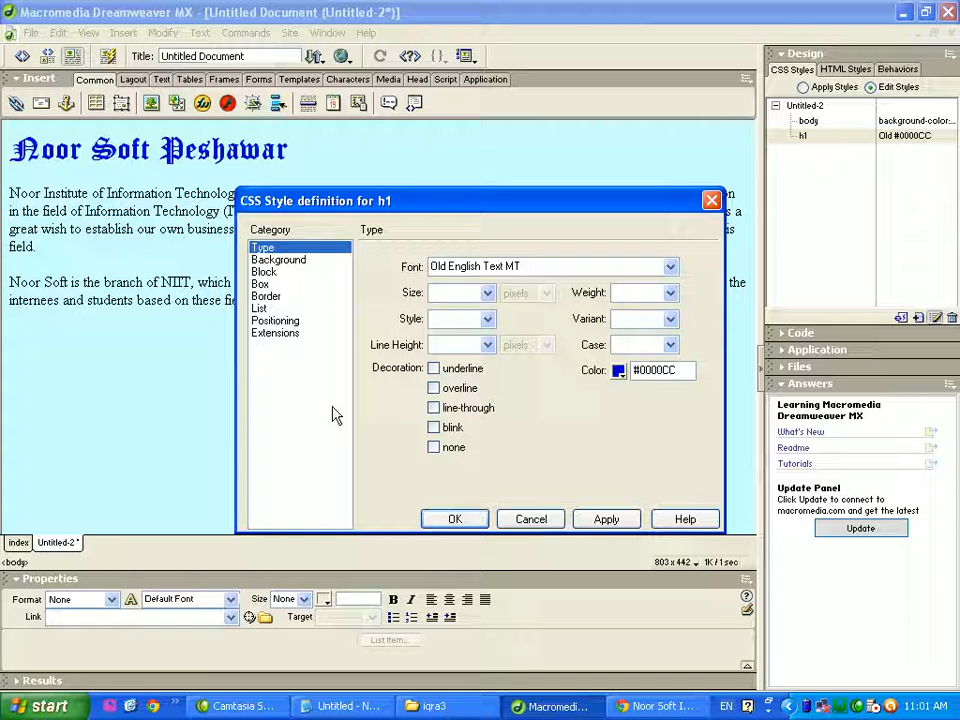 Macromedia Dreamweaver MX - [Untitled Document (Untitled-2*)]
File Edit View Insert Modify Text Commands Site Window Help
Title: Untitled Document
Insert Common Layout Text Tables Frames Forms Templates Characters Media Head Script Application
Noor Soft Peshawar
Noor Institute of Information Technology
in the field of Information Technology (I
great wish to establish our own business
field.
Noor Soft is the branch of NIIT, which
internees and students based on these fie
on
s a
is
the
CSS Style definition for h1
Category
Type
Background
Block
Box
Border
List
Positioning
Extensions
Type
Font: Old English Text MT
Size: pixels Weight:
Style: Variant:
Line Height: pixels Case:
Decoration: underline Color: #0000CC
overline
line-through
blink
none
OK Cancel Apply Help
Design
CSS Styles HTML Styles Behaviors
Apply Styles Edit Styles
Untitled-2
body background-color:...
h1 Old #0000CC
Code
Application
Files
Answers
Learning Macromedia
Dreamweaver MX
What's New
Readme
Tutorials
Update Panel
Click Update to connect to
macromedia.com and get the latest
Update
index Untitled-2*
<body> 803 x 442 1K / 1 sec
Properties
Format None Default Font Size None B I
Link Target
List Item...
Results
start Camtasia S... Untitled - N... iqra3 Macromedi... Noor Soft I... EN 11:01 AM